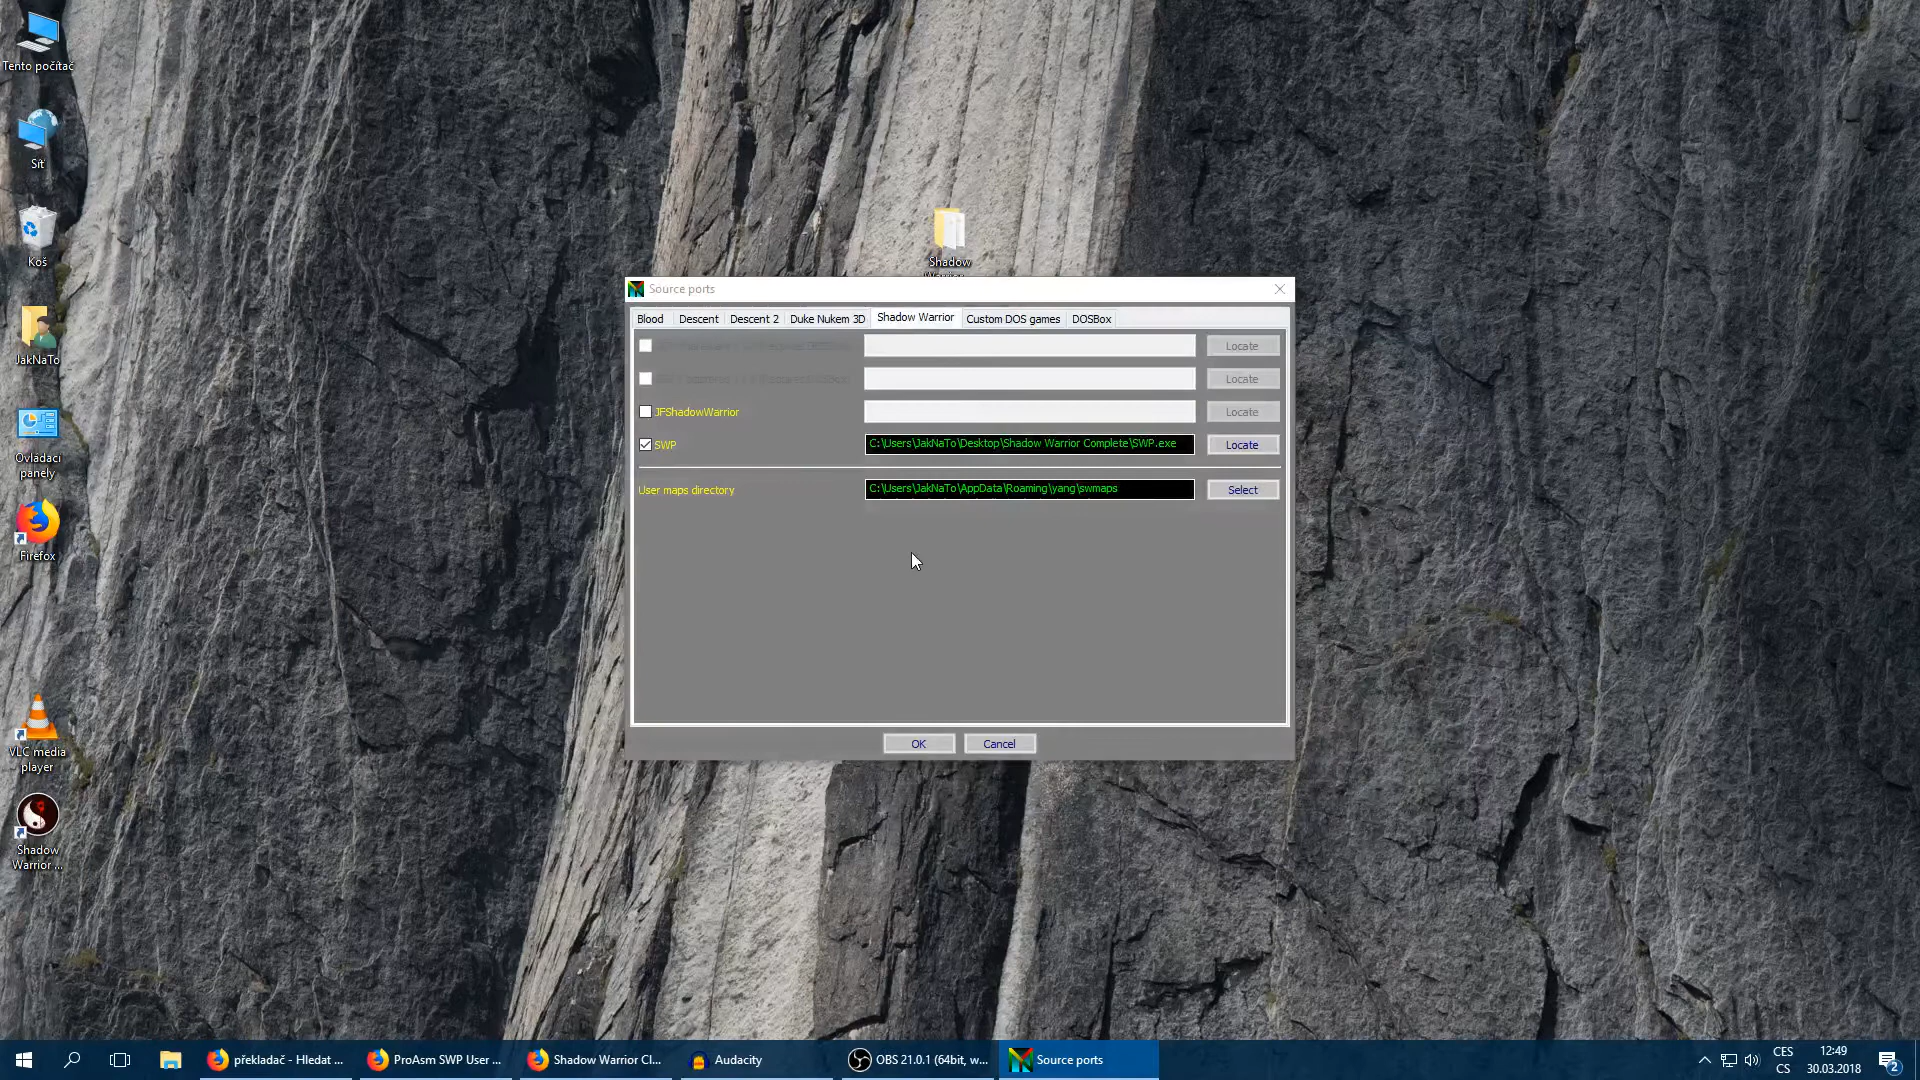 Tento počítač
Síť
Koš
JakNaTo
Ovládací
panely
Firefox
VLC media
player
Shadow
Warrior ...
Shadow
Source ports
Blood
Descent
Descent 2
Duke Nukem 3D
Shadow Warrior
Custom DOS games
DOSBox
Locate
Locate
JFShadowWarrior
Locate
SWP
C:\Users\JakNaTo\Desktop\Shadow Warrior Complete\SWP.exe
Locate
User maps directory
C:\Users\JakNaTo\AppData\Roaming\yang\swmaps
Select
OK
Cancel
překladač - Hledat ...
ProAsm SWP User ...
Shadow Warrior Cl...
Audacity
OBS 21.0.1 (64bit, w...
Source ports
CES
CS
12:49
30.03.2018
2